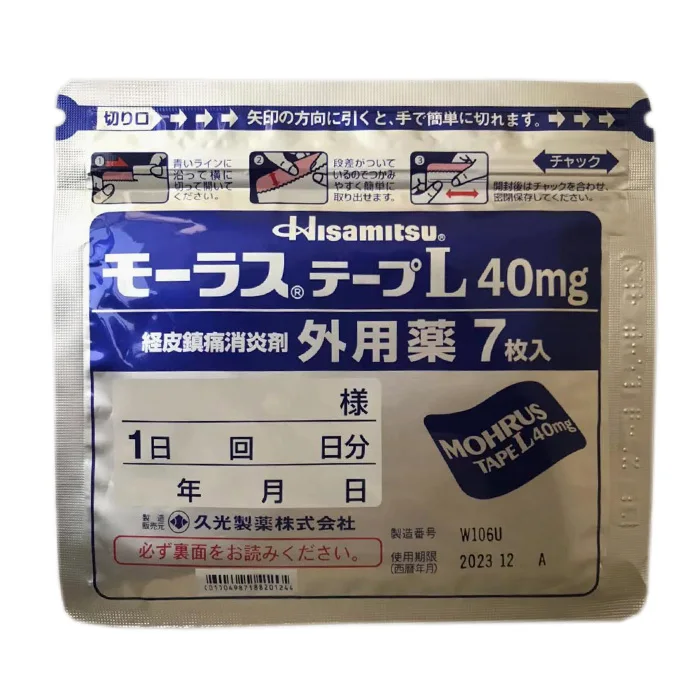 切り口 矢印の方向に引くと、手で簡単に切れます。
1 青いラインに
沿って横に
切って開いて
ください。
2 段差がついて
いるのでつかみ
やすく簡単に
取り出せます。
3
チャック
開封後はチャックを合わせ、
密閉保存してください。
Hisamitsu®
モーラス®テープL 40mg
経皮鎮痛消炎剤 外用薬 7枚入
様
1日 回 日分
年 月 日
MOHRUS
TAPE L 40mg
製造
販売元 久光製薬株式会社
必ず裏面をお読みください。
製造番号 W106U
使用期限 2023 12 A
(西暦年月)